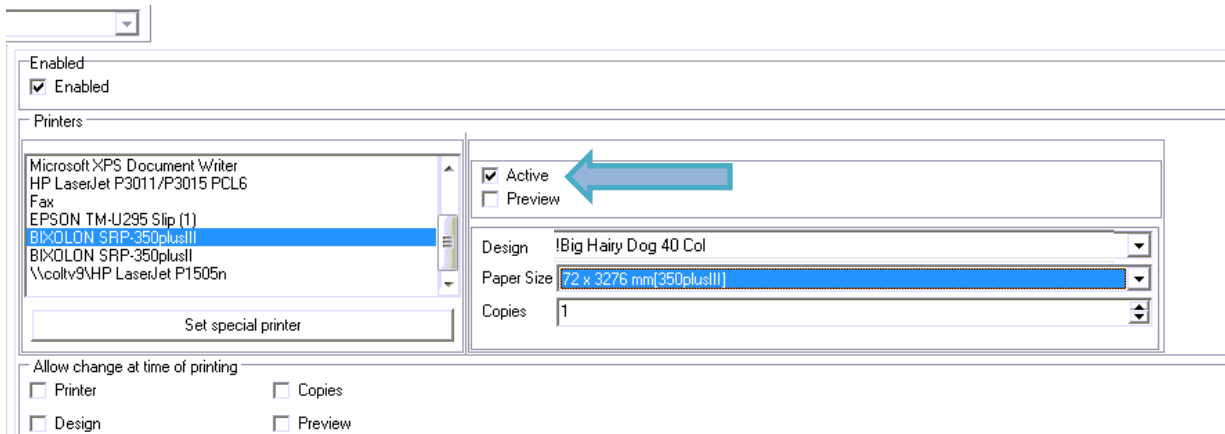 Enabled
Enabled
Printers
Microsoft XPS Document Writer
HP LaserJet P3011/P3015 PCL6
Fax
EPSON TM-U295 Slip (1)
BIXOLON SRP-350plusIII
BIXOLON SRP-350plusII
\\coltv9\HP LaserJet P1505n
Set special printer
Active
Preview
Design !Big Hairy Dog 40 Col
Paper Size 72 x 3276 mm[350plusIII]
Copies 1
Allow change at time of printing
Printer Copies
Design Preview